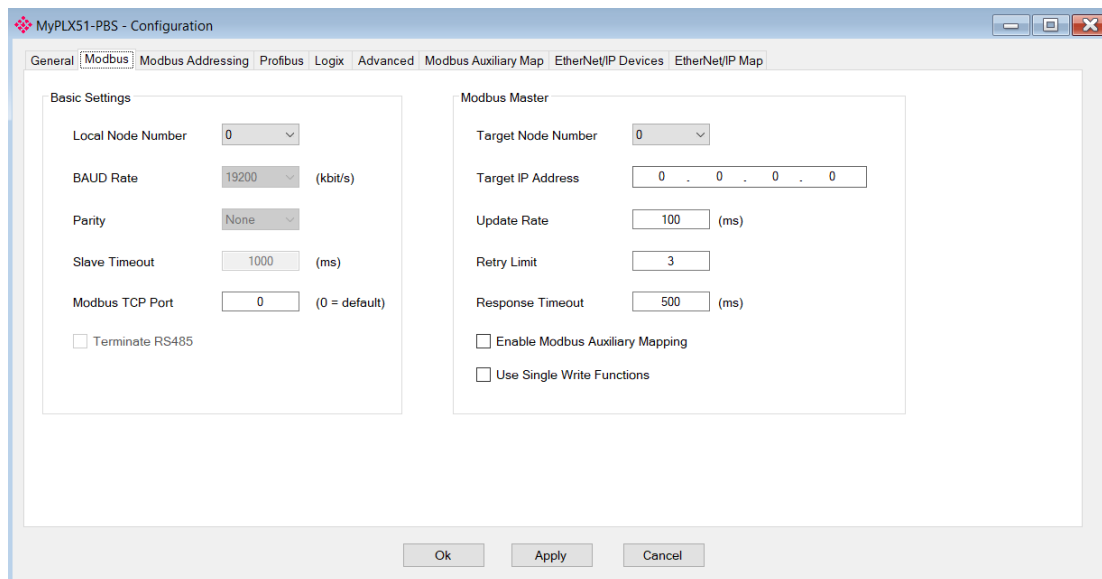 MyPLX51-PBS - Configuration
General Modbus Modbus Addressing Profibus Logix Advanced Modbus Auxiliary Map EtherNet/IP Devices EtherNet/IP Map
Basic Settings
Local Node Number 0
BAUD Rate 19200 (kbit/s)
Parity None
Slave Timeout 1000 (ms)
Modbus TCP Port 0 (0 = default)
Terminate RS485
Modbus Master
Target Node Number 0
Target IP Address 0 . 0 . 0 . 0
Update Rate 100 (ms)
Retry Limit 3
Response Timeout 500 (ms)
Enable Modbus Auxiliary Mapping
Use Single Write Functions
Ok Apply Cancel